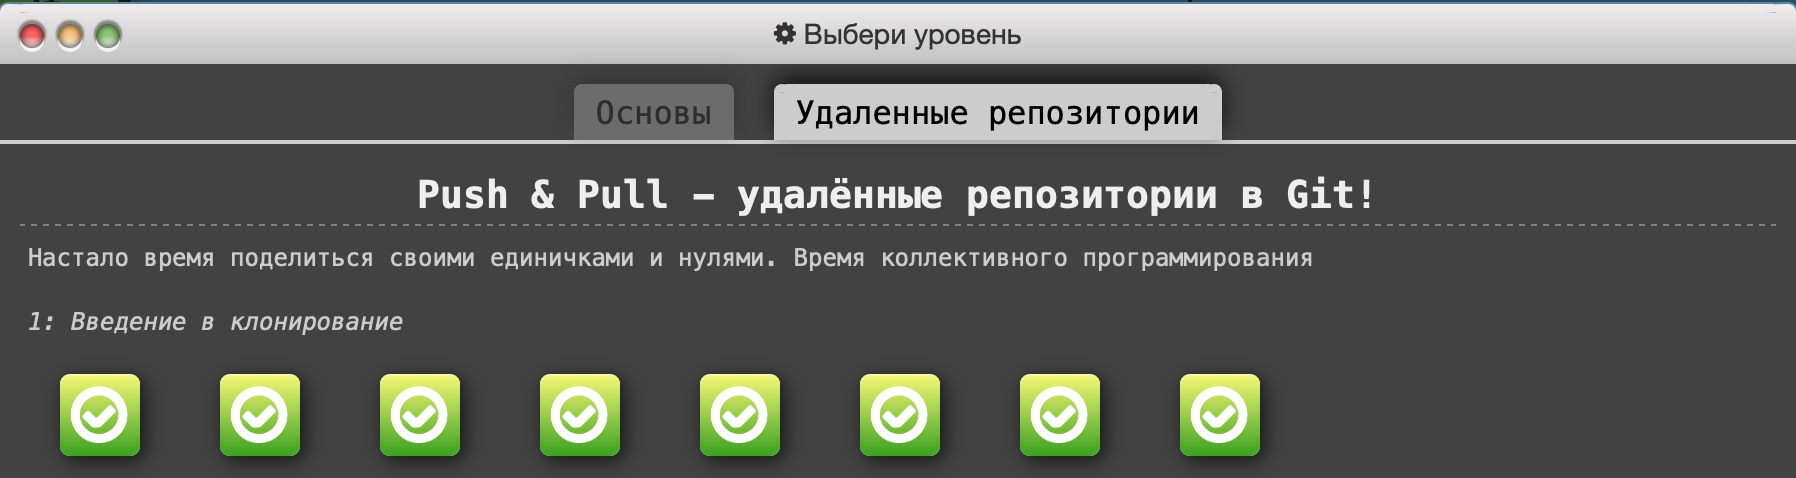 Выбери уровень
Основы
Удаленные репозитории
Push & Pull – удалённые репозитории в Git!
Настало время поделиться своими единичками и нулями. Время коллективного программирования
1: Введение в клонирование